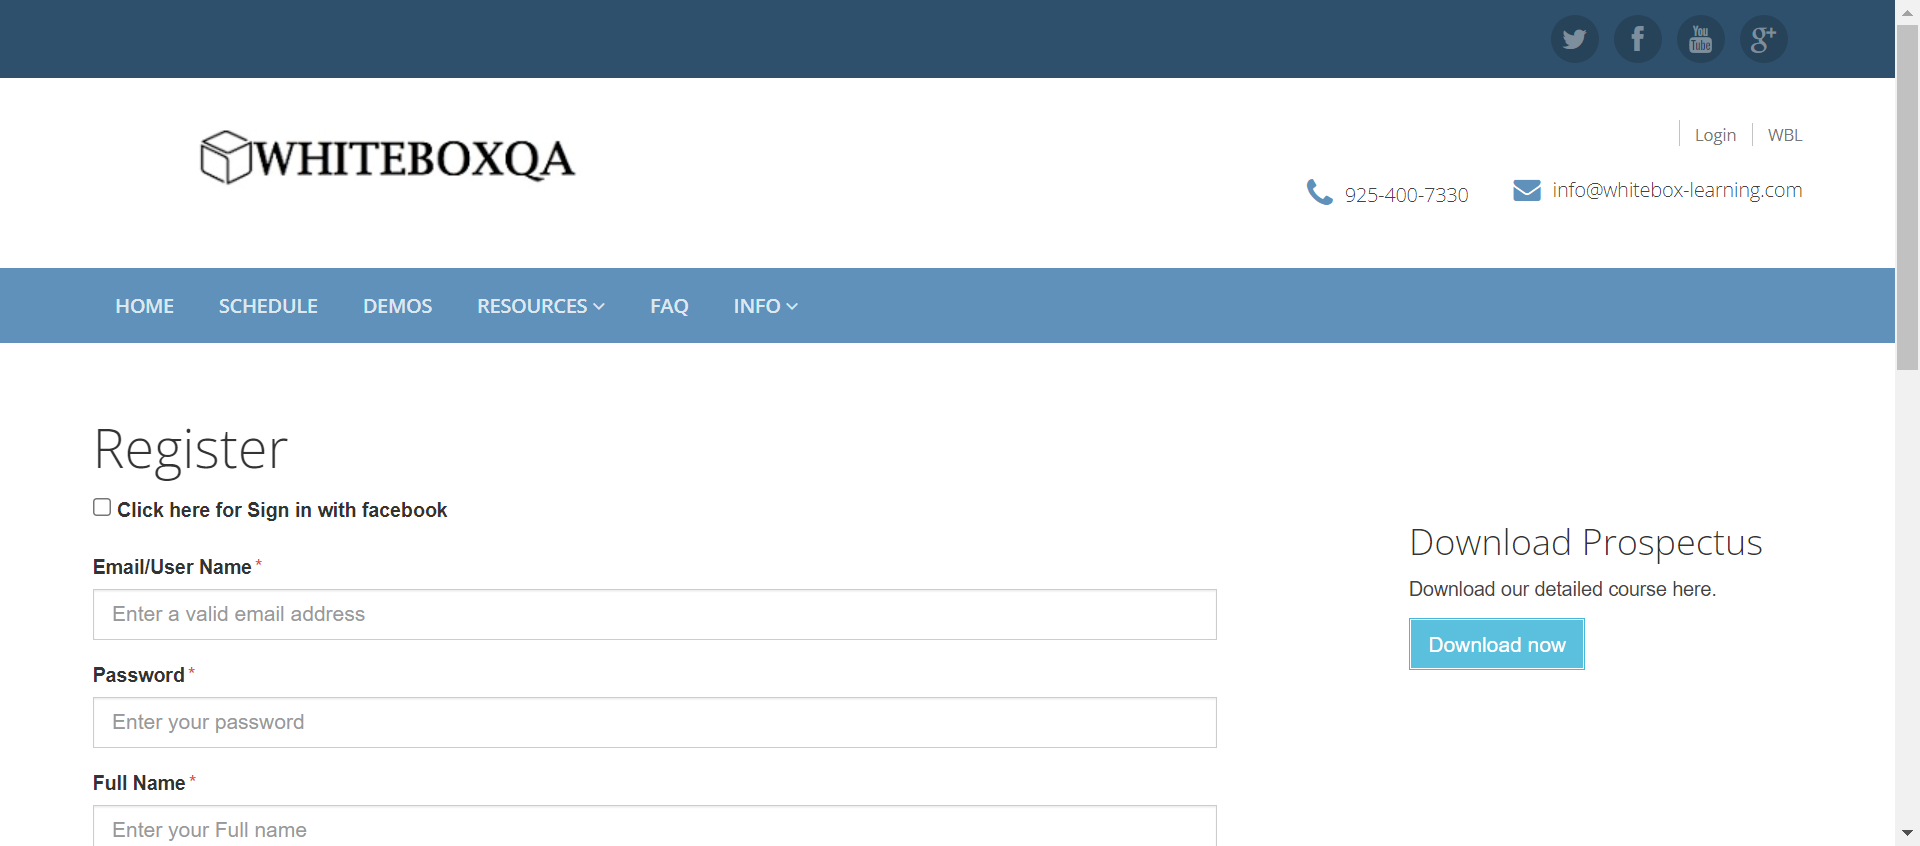 You
Tube
g+
WHITEBOXQA
Login
WBL
925-400-7330
info@whitebox-learning.com
HOME
SCHEDULE
DEMOS
RESOURCES
FAQ
INFO
Register
Click here for Sign in with facebook
Email/User Name *
Enter a valid email address
Password *
Enter your password
Full Name *
Enter your Full name
Download Prospectus
Download our detailed course here.
Download now